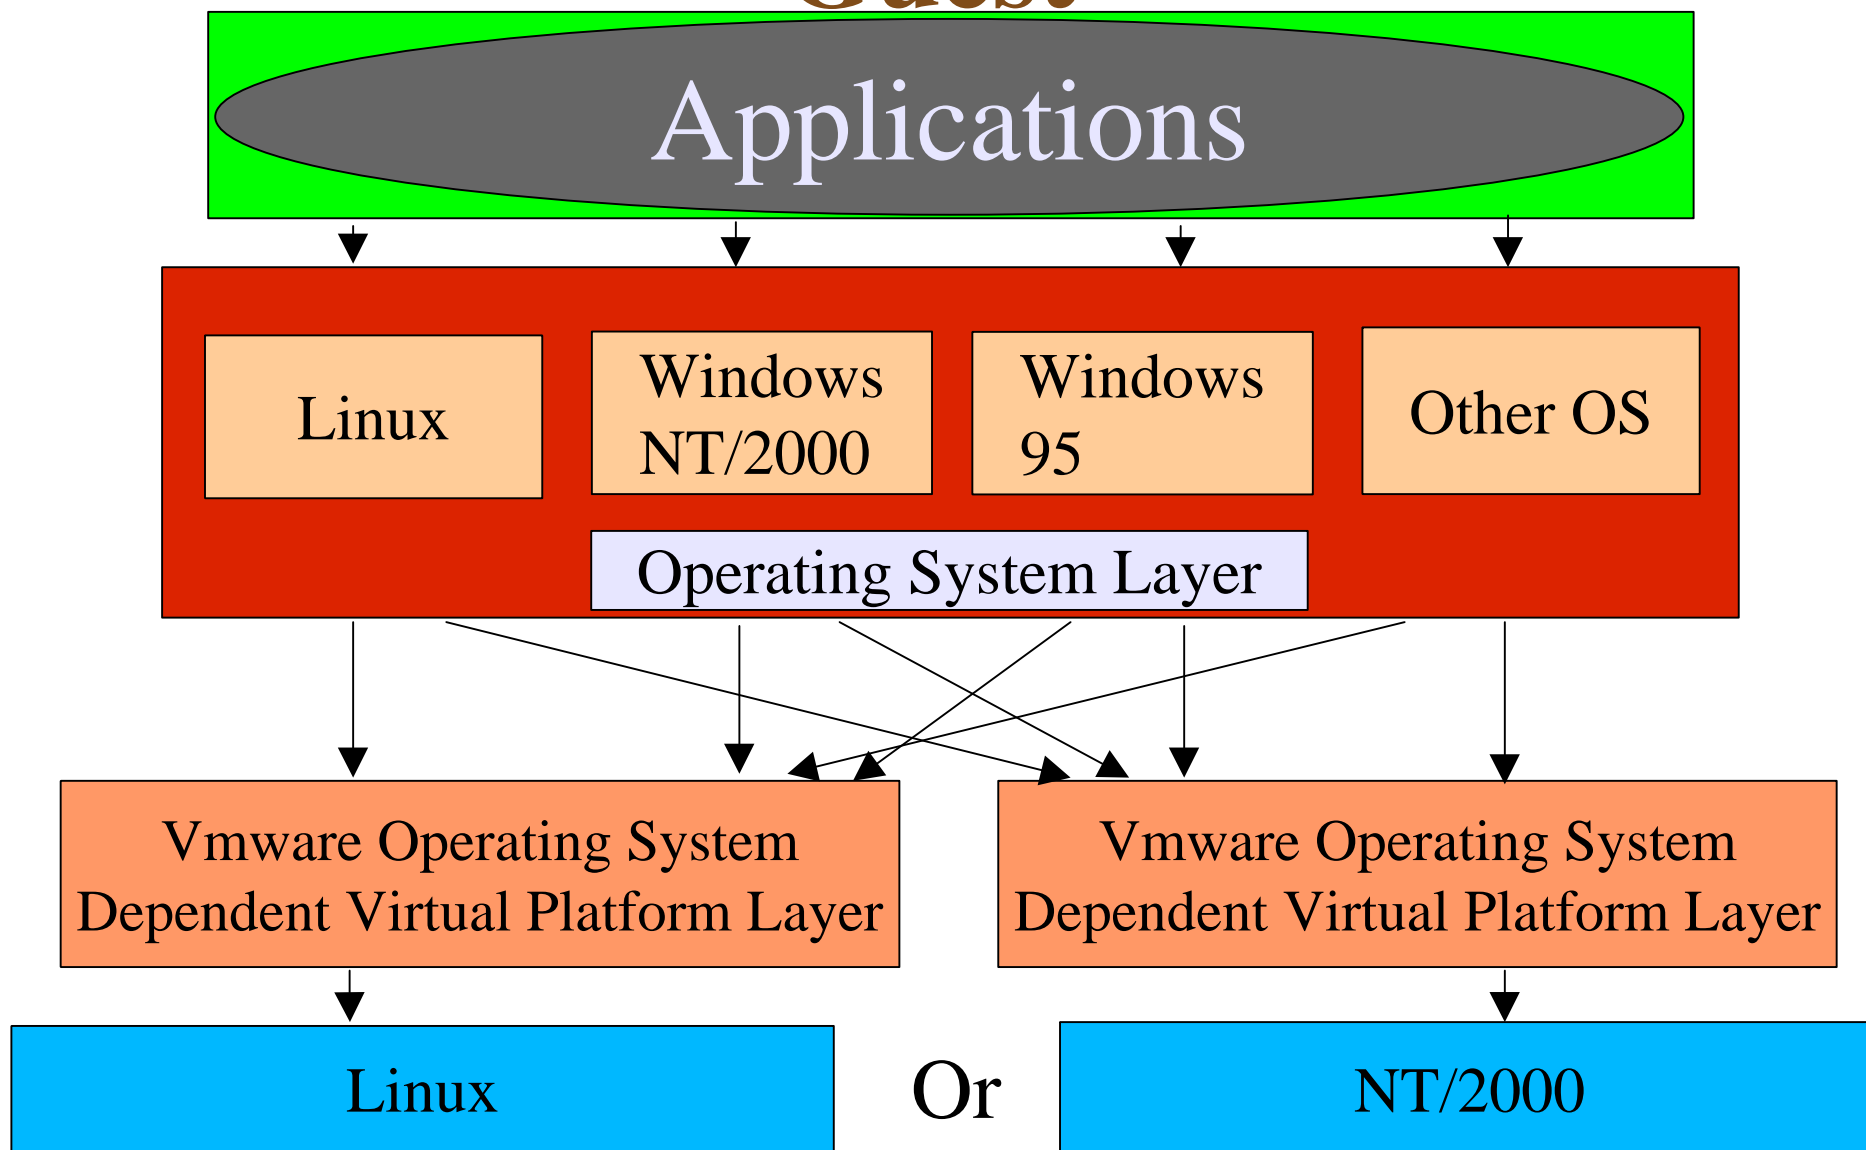 Guest
Applications
Linux
Windows
NT/2000
Windows
95
Other OS
Operating System Layer
Vmware Operating System
Dependent Virtual Platform Layer
Vmware Operating System
Dependent Virtual Platform Layer
Linux
Or
NT/2000